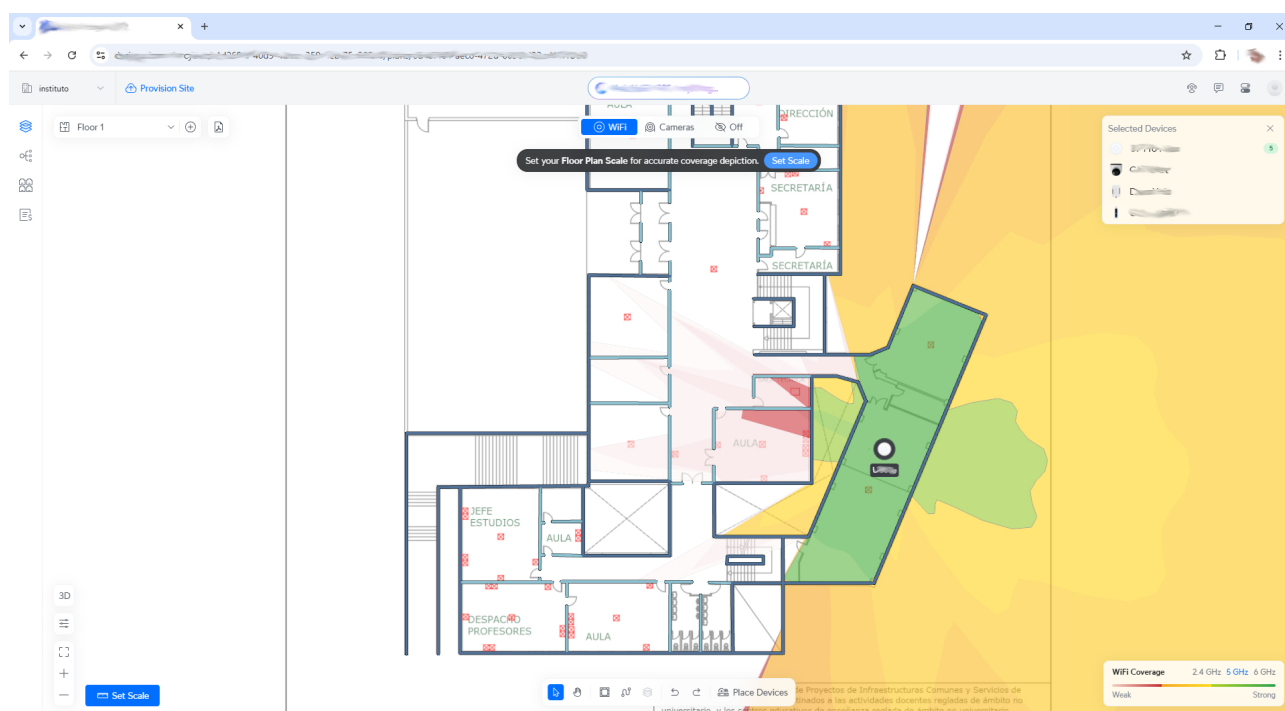 instituto
Provision Site
Floor 1
WiFi
Cameras
Off
Set your Floor Plan Scale for accurate coverage depiction. Set Scale
Selected Devices
5
AULA
DIRECCIÓN
SECRETARÍA
SECRETARÍA
AULA
JEFE
ESTUDIOS
AULA
DESPACHO
PROFESORES
AULA
3D
Set Scale
Place Devices
de Proyectos de Infraestructuras Comunes y Servicios de
tinados a las actividades docentes regladas de ámbito no
WiFi Coverage 2.4 GHz 5 GHz 6 GHz
Weak Strong